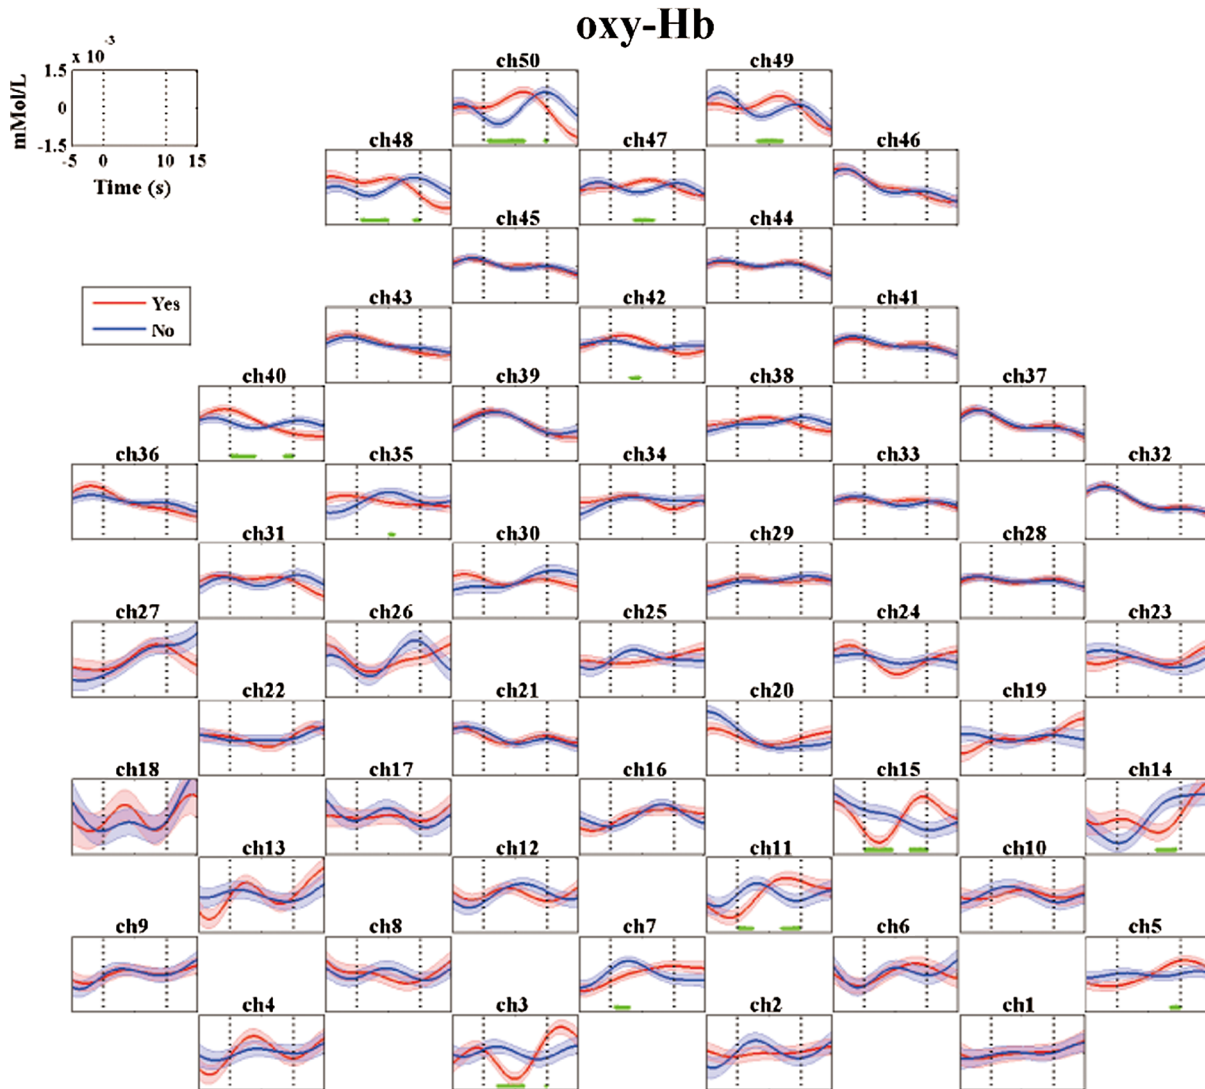 oxy-Hb
x 10 -3
1.5
0
-1.5
mMol/L
-5 0 10 15
Time (s)
ch50 ch49
ch48 ch47 ch46
ch45 ch44
Yes
No
ch43 ch42 ch41
ch40 ch39 ch38 ch37
ch36 ch35 ch34 ch33 ch32
ch31 ch30 ch29 ch28
ch27 ch26 ch25 ch24 ch23
ch22 ch21 ch20 ch19
ch18 ch17 ch16 ch15 ch14
ch13 ch12 ch11 ch10
ch9 ch8 ch7 ch6 ch5
ch4 ch3 ch2 ch1